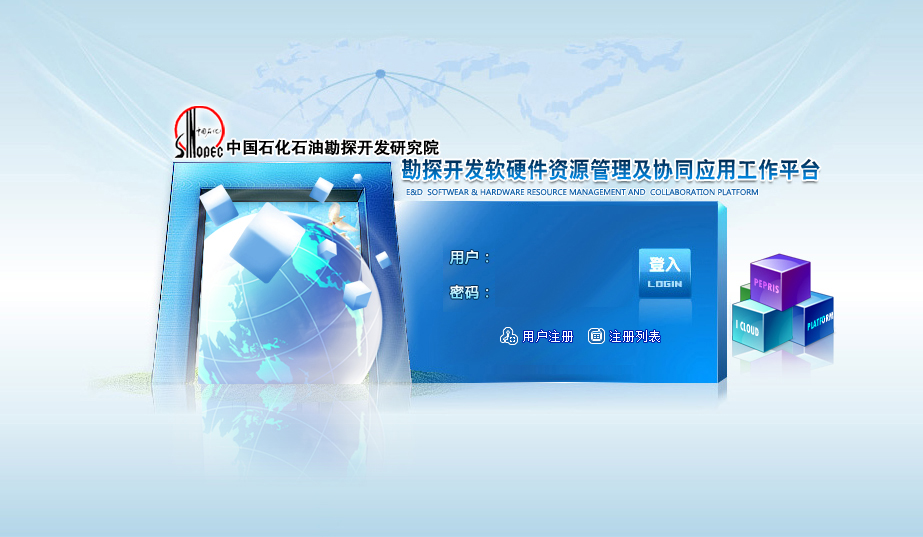 中国石化
SINOPEC
中国石化石油勘探开发研究院
勘探开发软硬件资源管理及协同应用工作平台
E&D SOFTWEAR & HARDWARE RESOURCE MANAGEMENT AND COLLABORATION PLATFORM
用户：
登入
LOGIN
密码：
用户注册
注册列表
PEPRIS
I CLOUD
PLATFORM